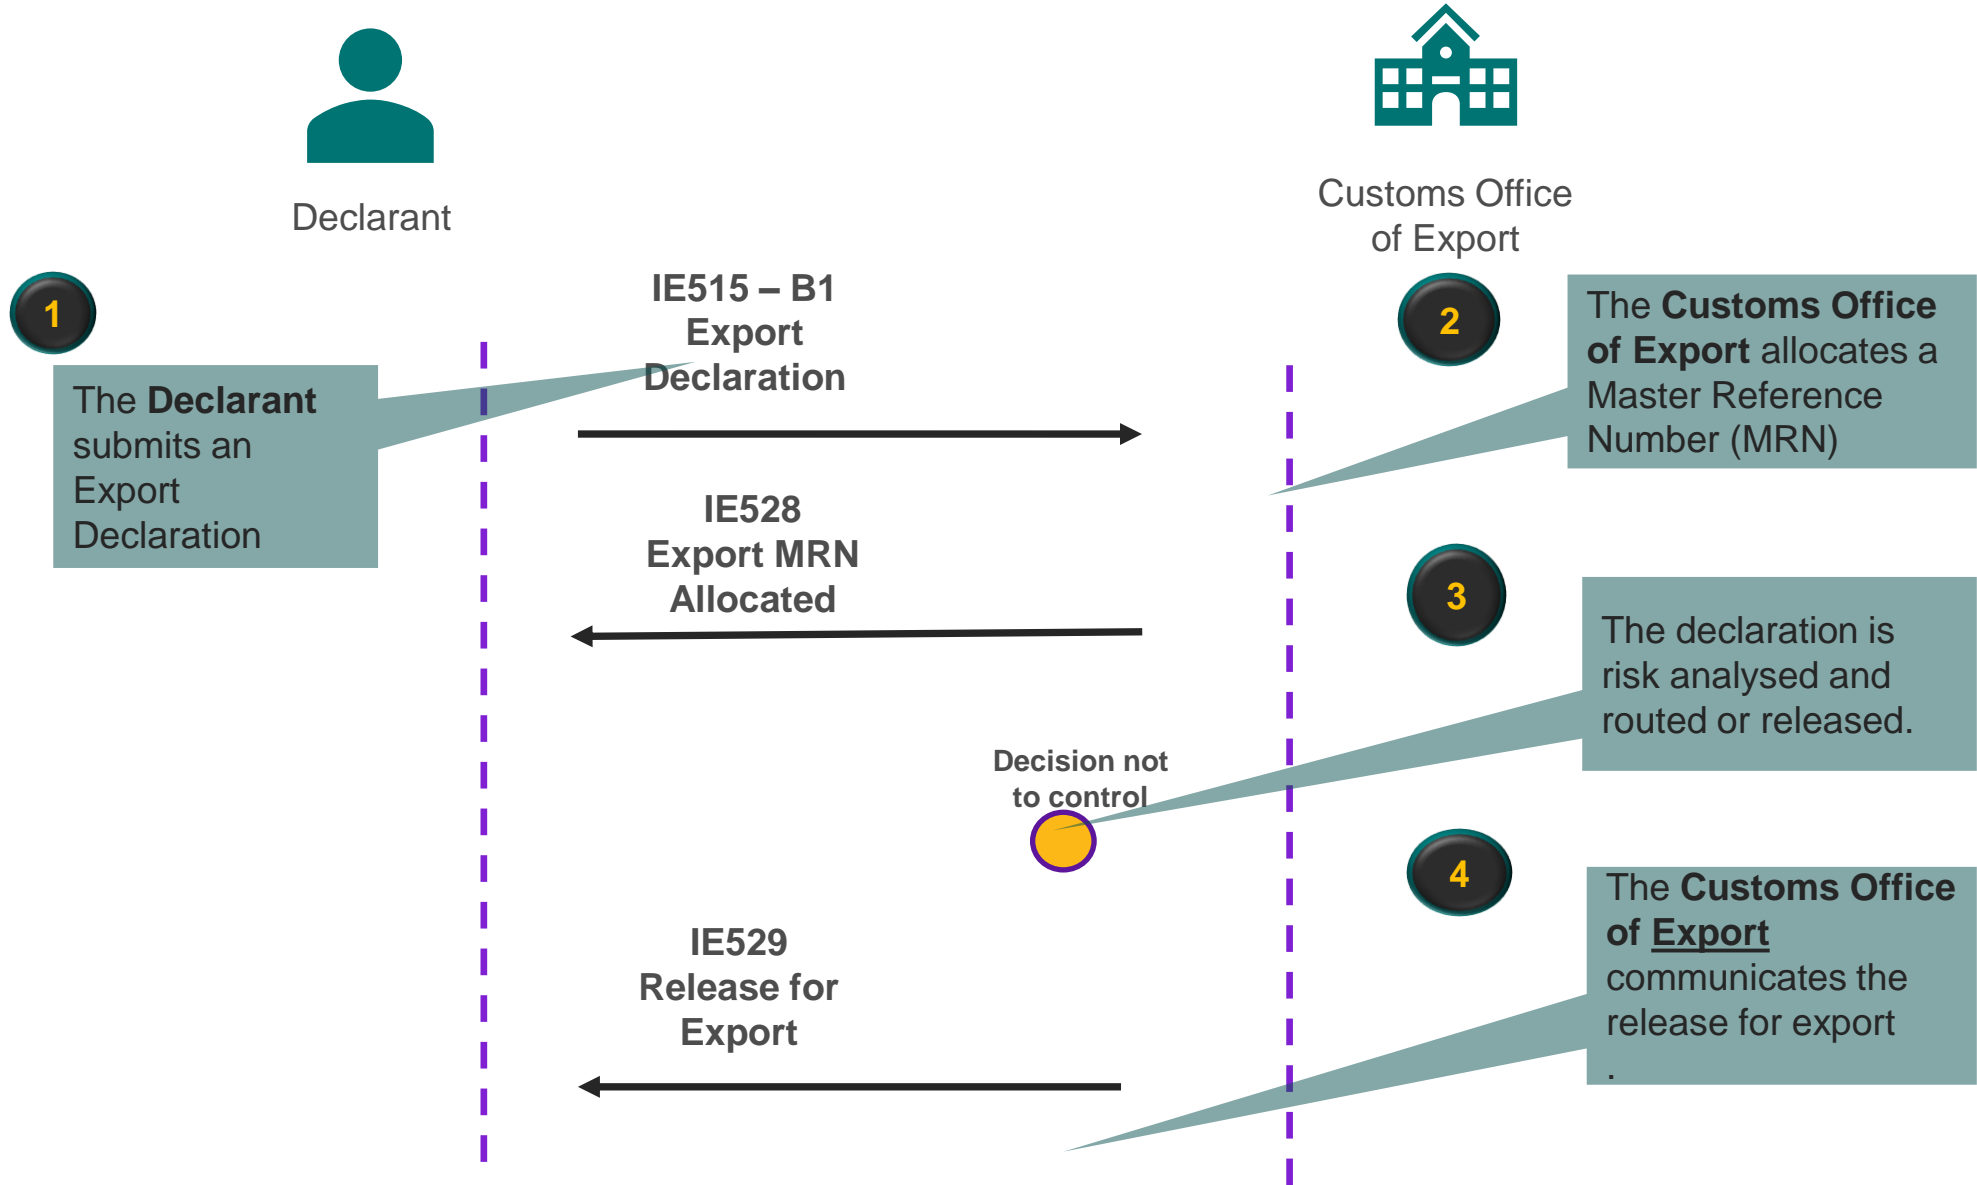 Declarant
Customs Office
of Export
1
The Declarant
submits an
Export
Declaration
IE515 – B1
Export
Declaration
2
The Customs Office
of Export allocates a
Master Reference
Number (MRN)
IE528
Export MRN
Allocated
3
The declaration is
risk analysed and
routed or released.
Decision not
to control
4
The Customs Office
of Export
communicates the
release for export
.
IE529
Release for
Export